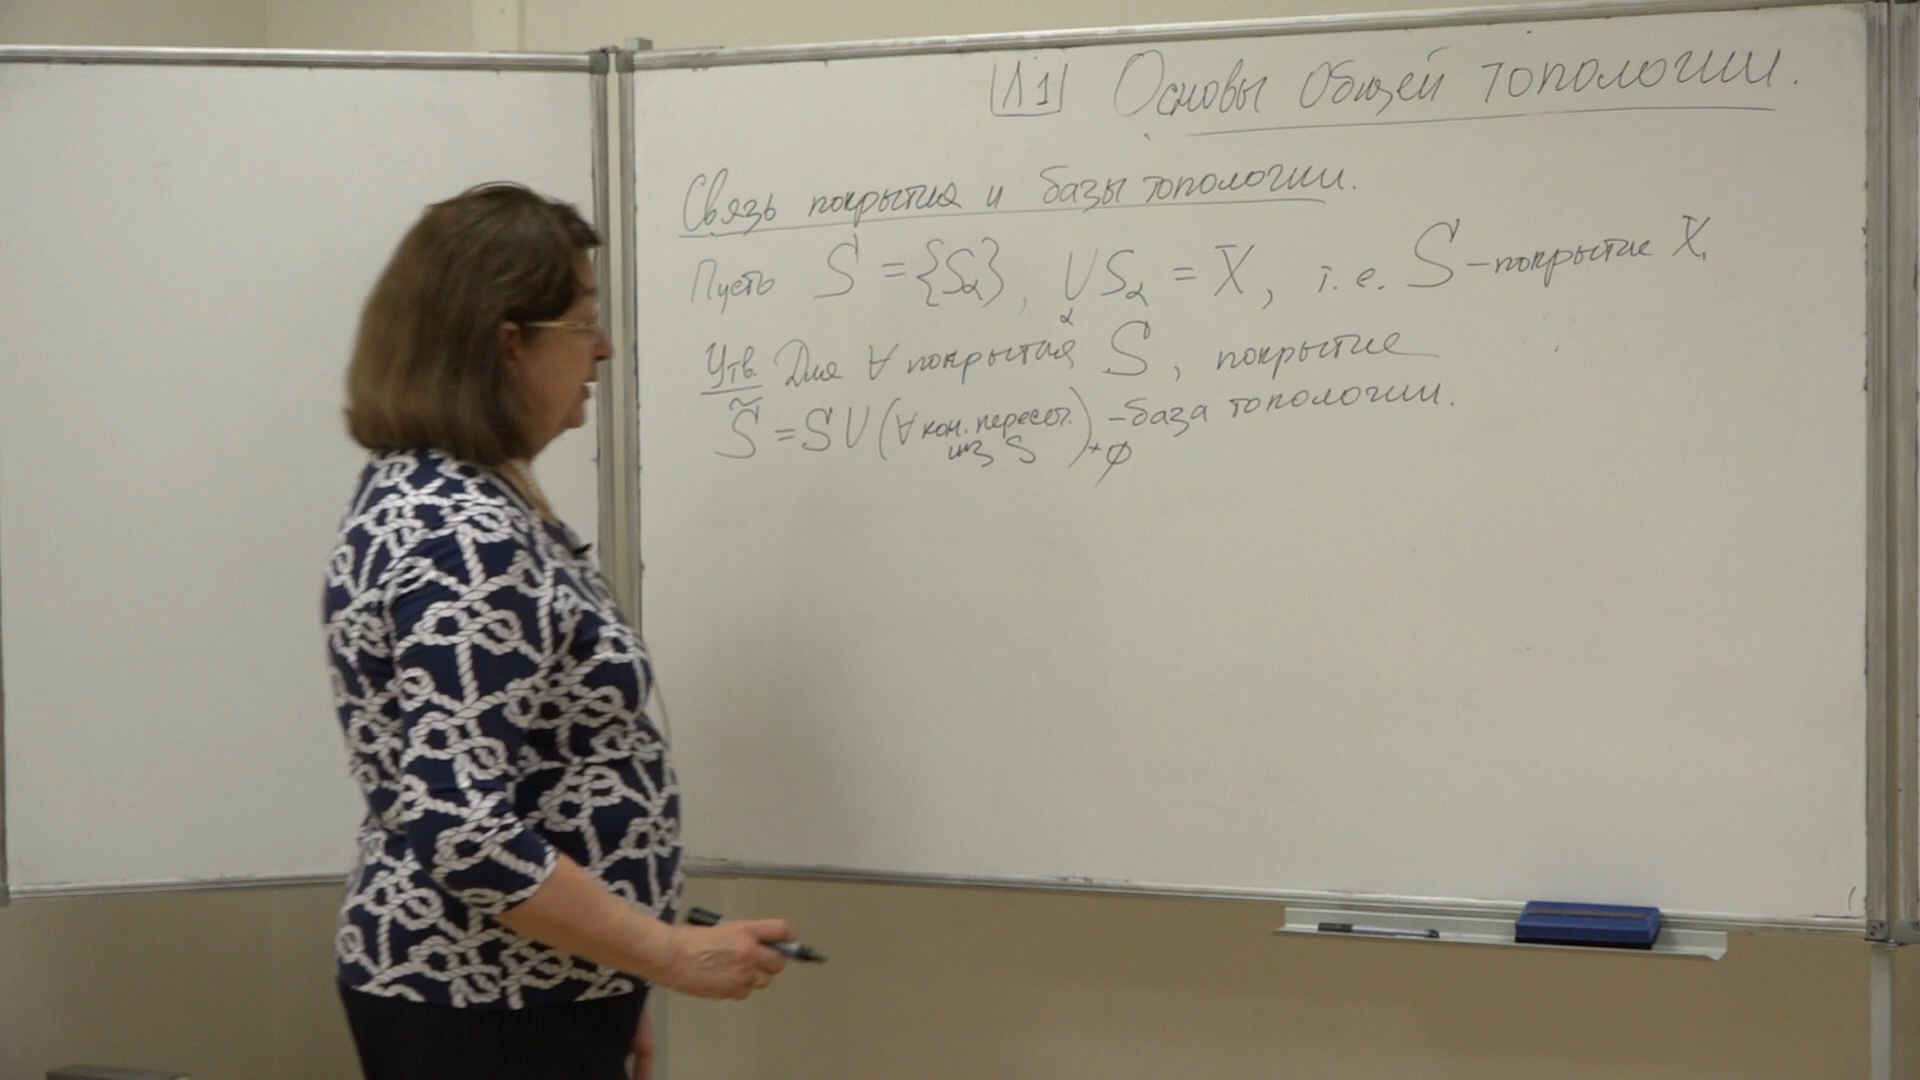 Л1 Основы общей топологии.
Связь покрытия и базы топологии.
Пусть S = {Sα}, ∪Sα = X, т.е. S – покрытие X.
α
Утв. Для ∀ покрытия S, покрытие
S̃ = S ∪ (∀ кон. пересеч. из S) + ∅ – база топологии.